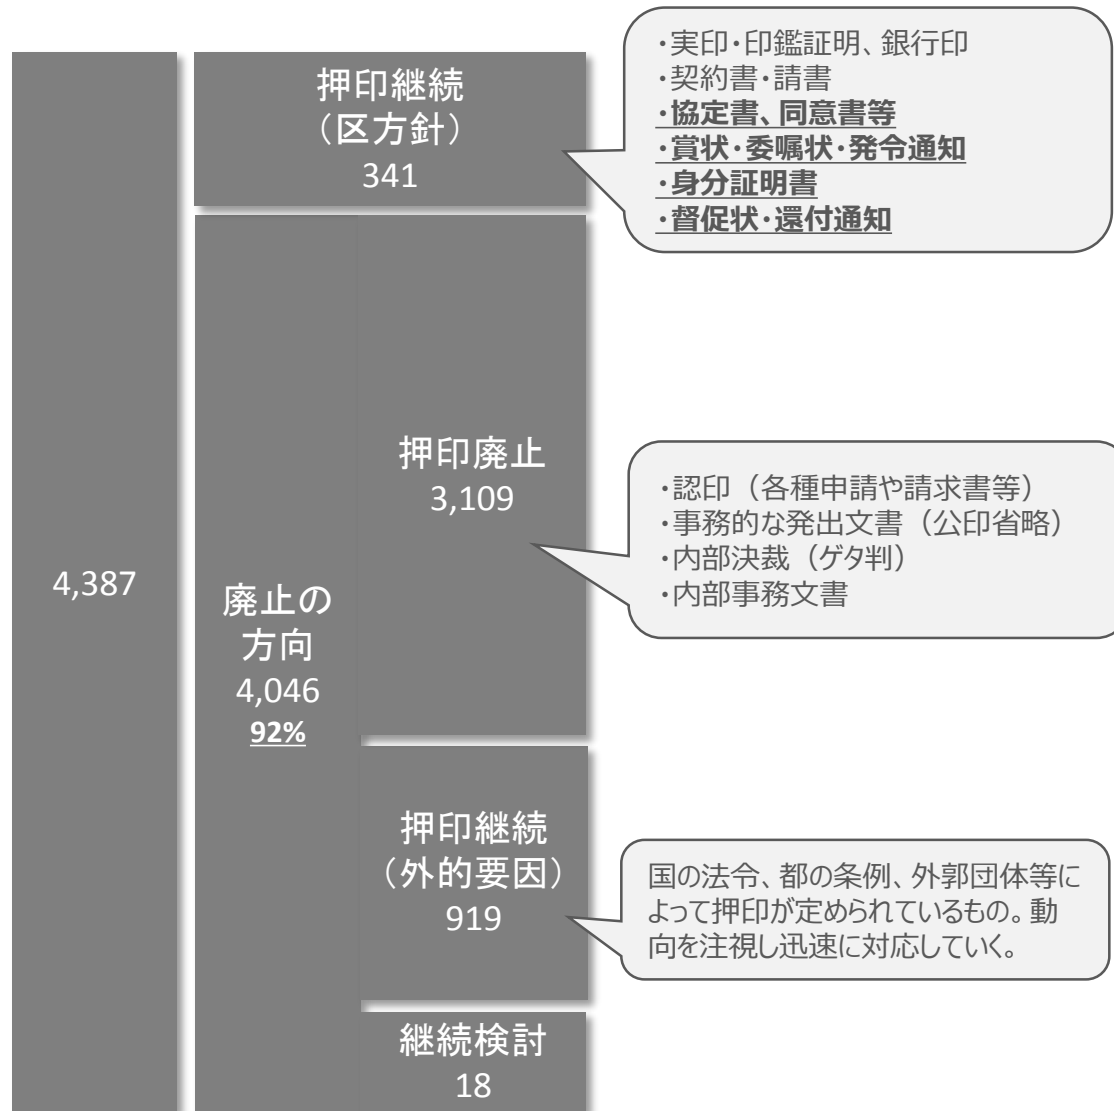 4,387
押印継続
（区方針）
341
・実印・印鑑証明、銀行印
・契約書・請書
・協定書、同意書等
・賞状・委嘱状・発令通知
・身分証明書
・督促状・還付通知
廃止の
方向
4,046
92%
押印廃止
3,109
・認印（各種申請や請求書等）
・事務的な発出文書（公印省略）
・内部決裁（ゲタ判）
・内部事務文書
押印継続
（外的要因）
919
国の法令、都の条例、外郭団体等に
よって押印が定められているもの。動
向を注視し迅速に対応していく。
継続検討
18